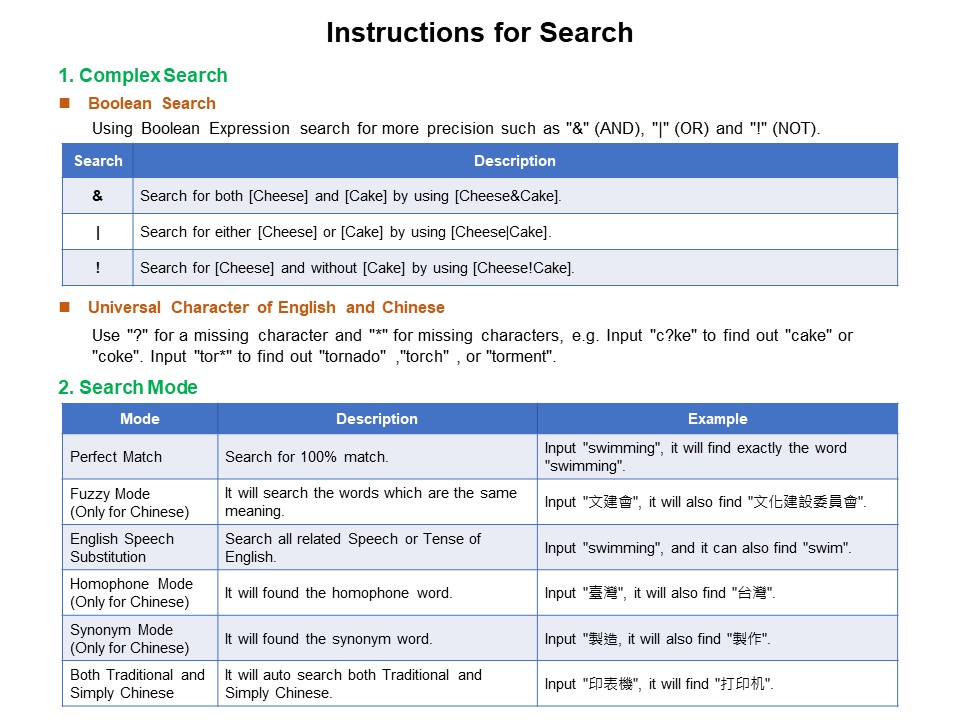 Instructions for Search
1. Complex Search
Boolean Search
Using Boolean Expression search for more precision such as "&" (AND), "|" (OR) and "!" (NOT).
Search Description
& Search for both [Cheese] and [Cake] by using [Cheese&Cake].
| Search for either [Cheese] or [Cake] by using [Cheese|Cake].
! Search for [Cheese] and without [Cake] by using [Cheese!Cake].
Universal Character of English and Chinese
Use "?" for a missing character and "*" for missing characters, e.g. Input "c?ke" to find out "cake" or
"coke". Input "tor*" to find out "tornado" ,"torch" , or "torment".
2. Search Mode
Mode Description Example
Perfect Match
Search for 100% match.
Input "swimming", it will find exactly the word
"swimming".
Fuzzy Mode
(Only for Chinese)
It will search the words which are the same
meaning.
Input "文建會", it will also find "文化建設委員會".
English Speech
Substitution
Search all related Speech or Tense of
English.
Input "swimming", and it can also find "swim".
Homophone Mode
(Only for Chinese)
It will found the homophone word.
Input "臺灣", it will also find "台灣".
Synonym Mode
(Only for Chinese)
It will found the synonym word.
Input "製造, it will also find "製作".
Both Traditional and
Simply Chinese
It will auto search both Traditional and
Simply Chinese.
Input "印表機", it will find "打印机".